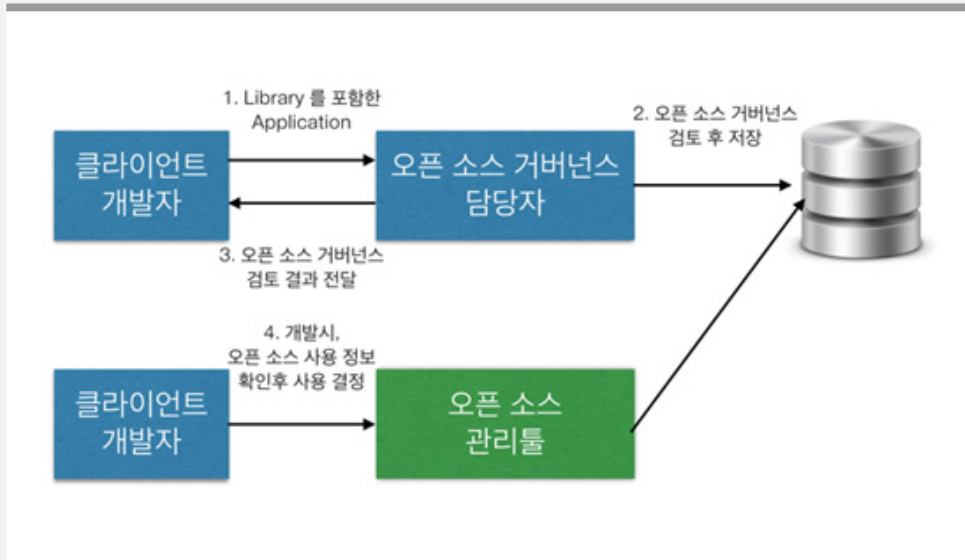 1. Library 를 포함한
Application
2. 오픈 소스 거버넌스
검토 후 저장
클라이언트
개발자
오픈 소스 거버넌스
담당자
3. 오픈 소스 거버넌스
검토 결과 전달
4. 개발시,
오픈 소스 사용 정보
확인후 사용 결정
클라이언트
개발자
오픈 소스
관리툴